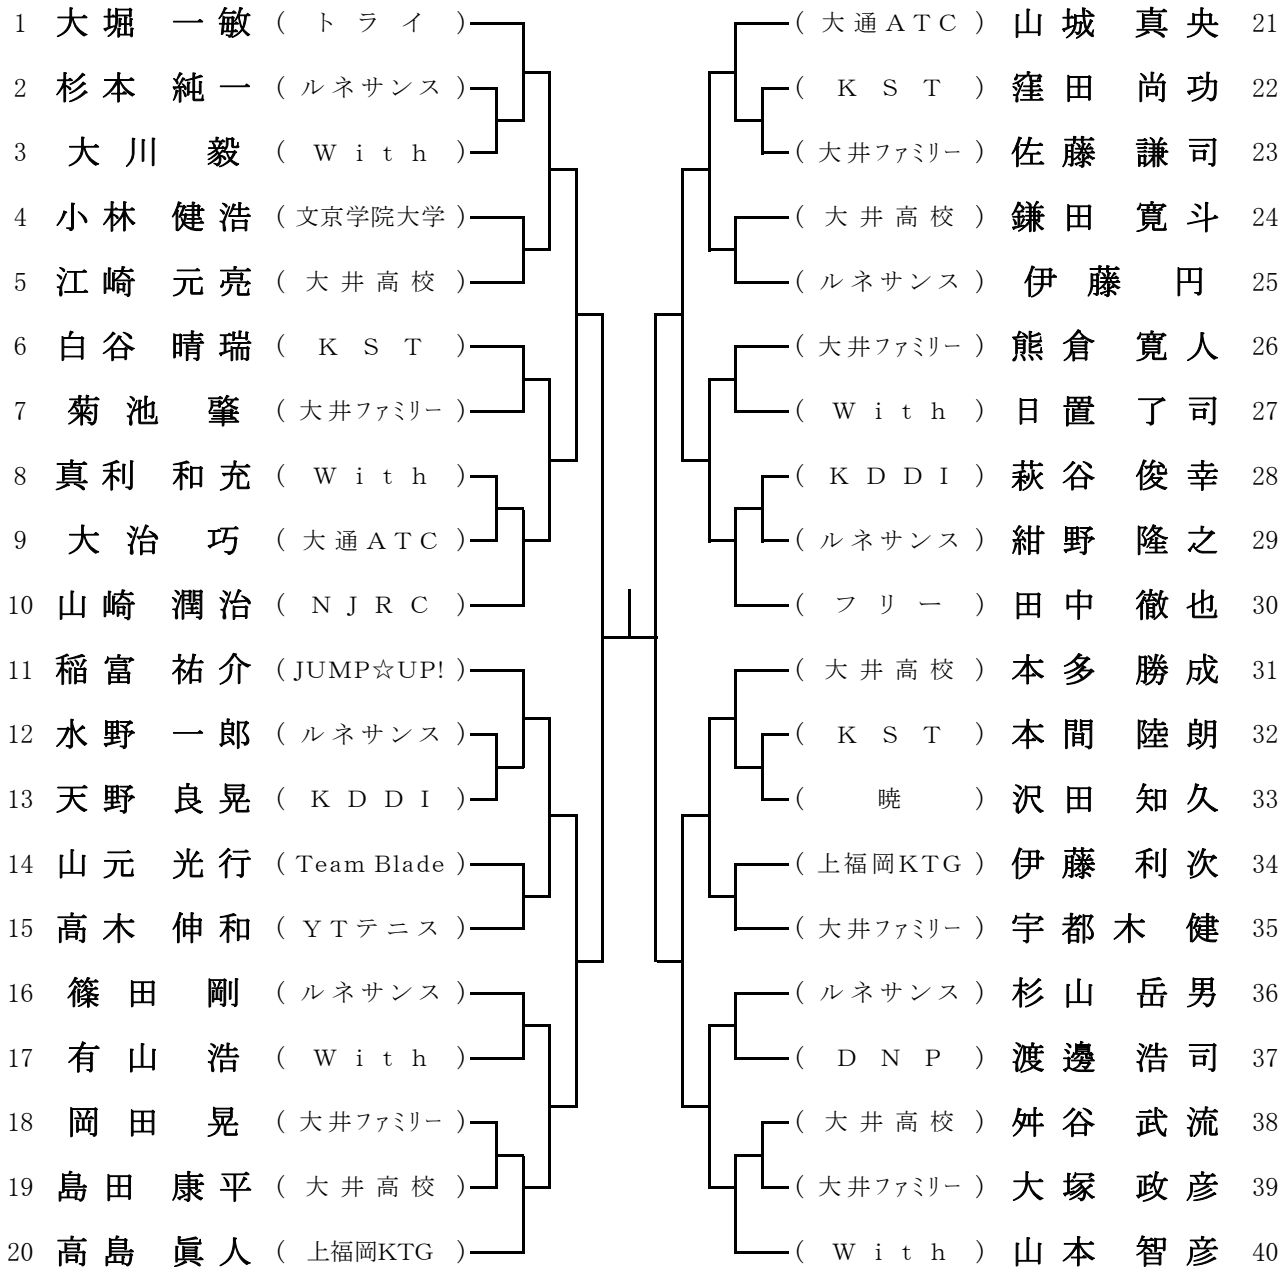 1 大堀 一敏 (トライ)
2 杉本 純一 (ルネサンス)
3 大川 毅 (With)
4 小林 健浩 (文京学院大学)
5 江崎 元亮 (大井高校)
6 白谷 晴瑞 (KST)
7 菊池 肇 (大井ファミリー)
8 真利 和充 (With)
9 大治 巧 (大通ATC)
10 山崎 潤治 (NJRC)
11 稲富 祐介 (JUMP☆UP!)
12 水野 一郎 (ルネサンス)
13 天野 良晃 (KDDI)
14 山元 光行 (Team Blade)
15 高木 伸和 (YTテニス)
16 篠田 剛 (ルネサンス)
17 有山 浩 (With)
18 岡田 晃 (大井ファミリー)
19 島田 康平 (大井高校)
20 高島 眞人 (上福岡KTG)
(大通ATC) 山城 真央 21
(KST) 窪田 尚功 22
(大井ファミリー) 佐藤 謙司 23
(大井高校) 鎌田 寛斗 24
(ルネサンス) 伊藤 円 25
(大井ファミリー) 熊倉 寛人 26
(With) 日置 了司 27
(KDDI) 萩谷 俊幸 28
(ルネサンス) 紺野 隆之 29
(フリー) 田中 徹也 30
(大井高校) 本多 勝成 31
(KST) 本間 陸朗 32
(暁) 沢田 知久 33
(上福岡KTG) 伊藤 利次 34
(大井ファミリー) 宇都木 健 35
(ルネサンス) 杉山 岳男 36
(DNP) 渡邊 浩司 37
(大井高校) 舛谷 武流 38
(大井ファミリー) 大塚 政彦 39
(With) 山本 智彦 40